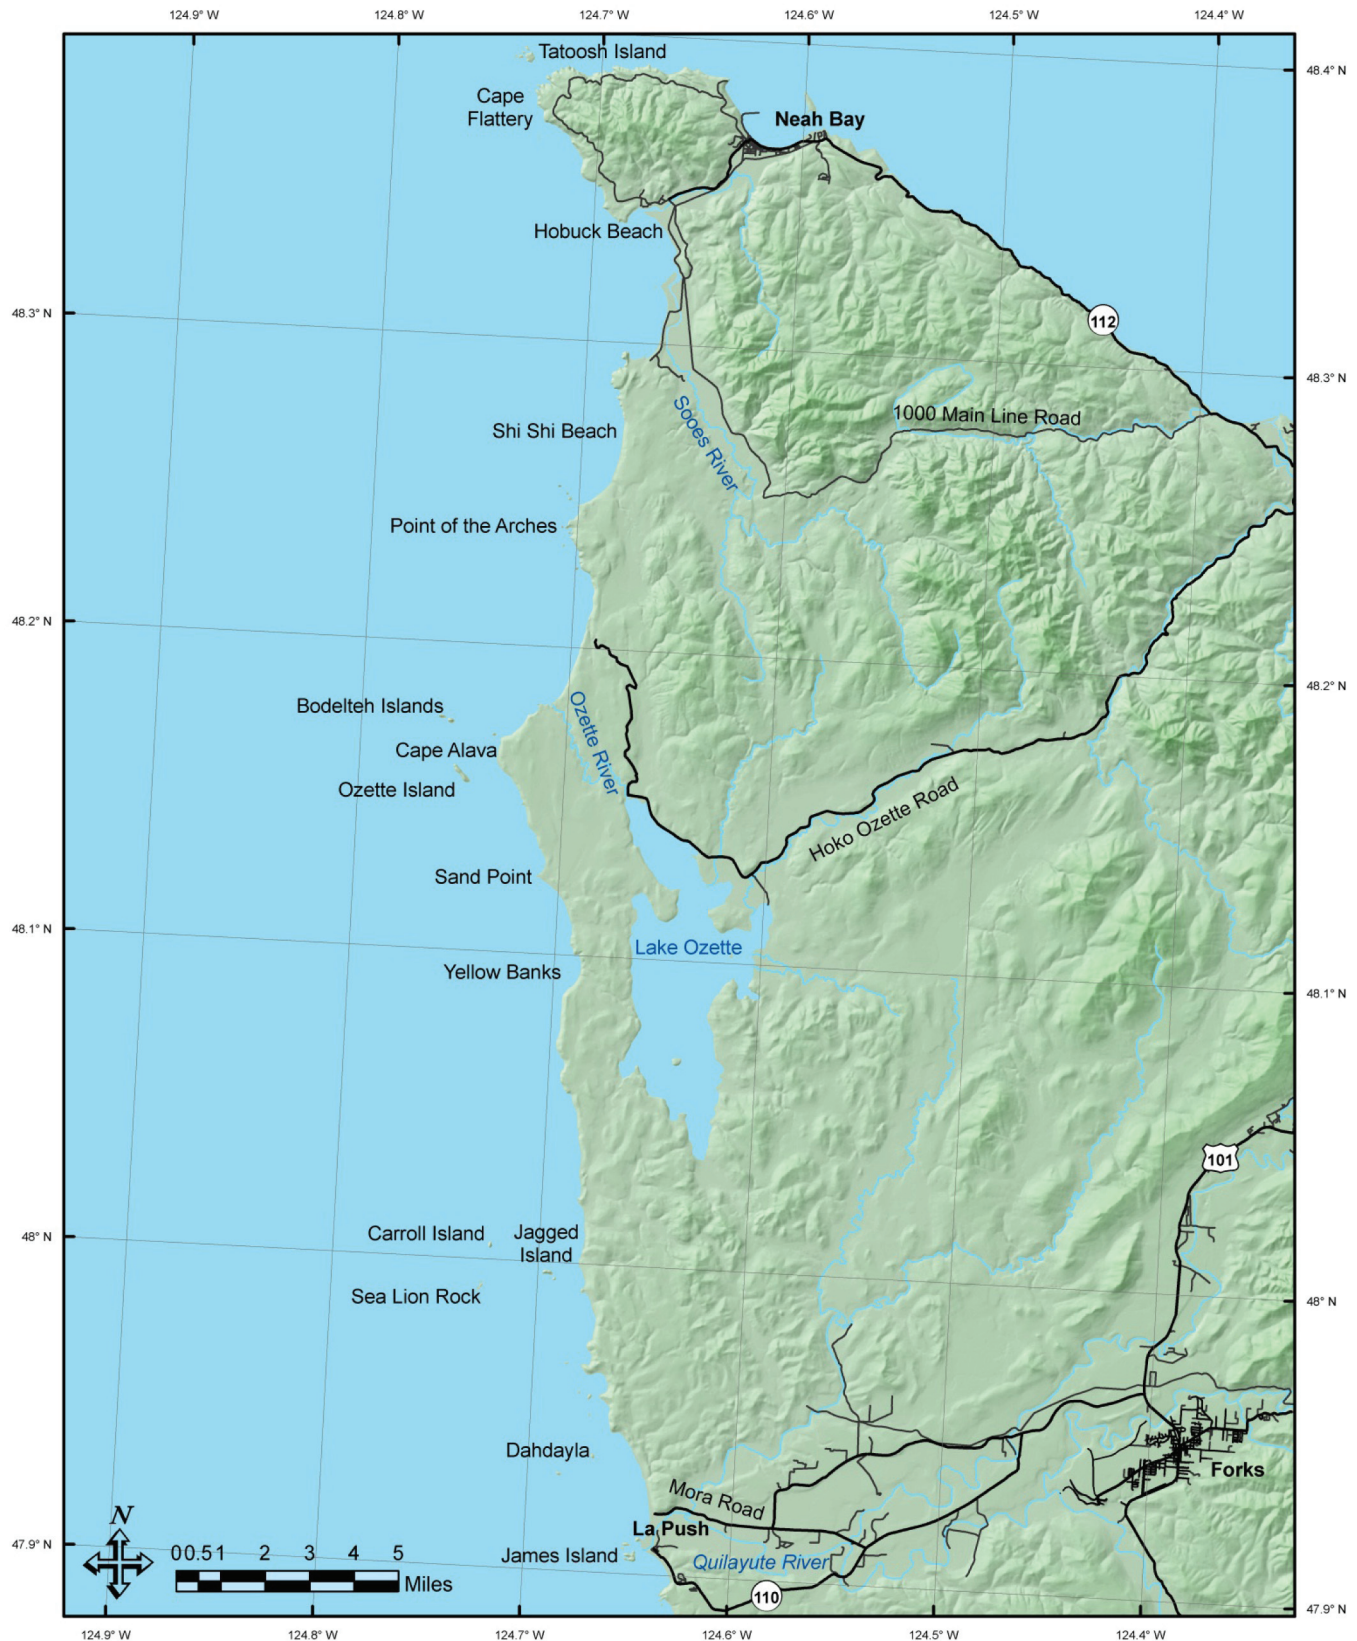 124.9° W 124.8° W 124.7° W 124.6° W 124.5° W 124.4° W
Tatoosh Island
48.4° N
Cape
Flattery
Neah Bay
Hobuck Beach
48.3° N
112
48.3° N
1000 Main Line Road
Shi Shi Beach
Sooes River
Point of the Arches
48.2° N
48.2° N
Bodelteh Islands
Ozette River
Cape Alava
Ozette Island
Hoko Ozette Road
Sand Point
48.1° N
Lake Ozette
Yellow Banks
48.1° N
101
Carroll Island
Jagged
Island
48° N
Sea Lion Rock
48° N
Dahdayla
Forks
Mora Road
La Push
N
47.9° N
James Island
Quilayute River
0 0.5 1 2 3 4 5
Miles
110
47.9° N
124.9° W 124.8° W 124.7° W 124.6° W 124.5° W 124.4° W